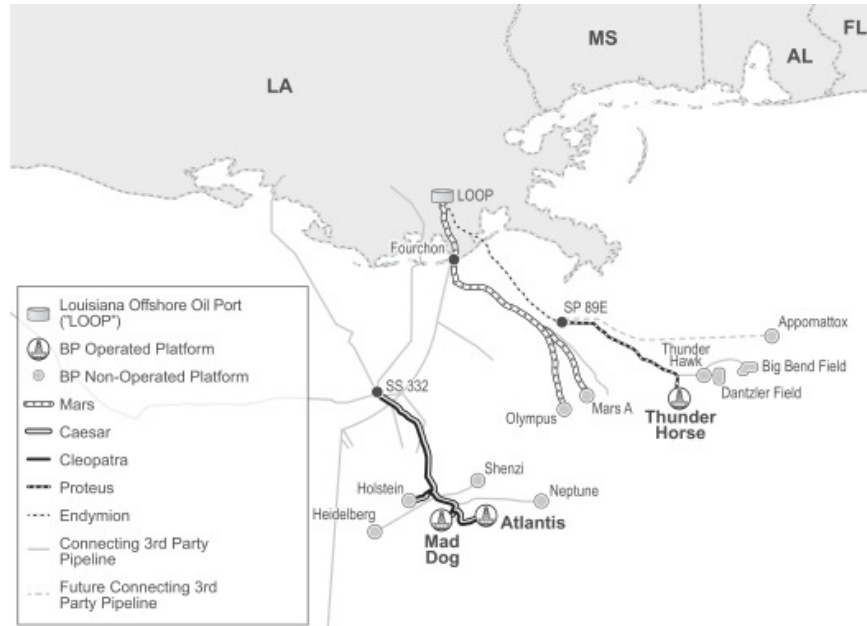 FL
MS
AL
LA
LOOP
Fourchon
SP 89E
Appomattox
Thunder
Hawk
Big Bend Field
Dantzler Field
Thunder
Horse
Mars A
Olympus
SS 332
Shenzi
Holstein
Neptune
Heidelberg
Atlantis
Mad
Dog
Louisiana Offshore Oil Port
("LOOP")
BP Operated Platform
BP Non-Operated Platform
Mars
Caesar
Cleopatra
Proteus
Endymion
Connecting 3rd Party
Pipeline
Future Connecting 3rd
Party Pipeline